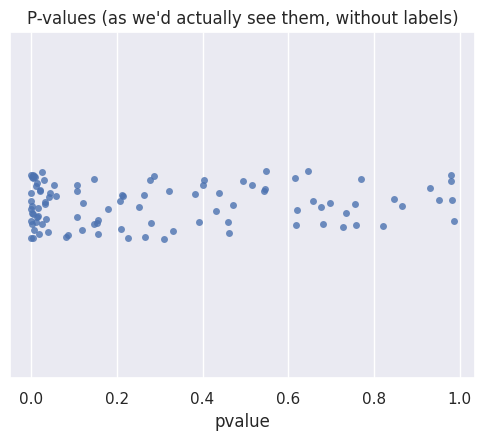 P-values (as we'd actually see them, without labels)
0.0 0.2 0.4 0.6 0.8 1.0
pvalue